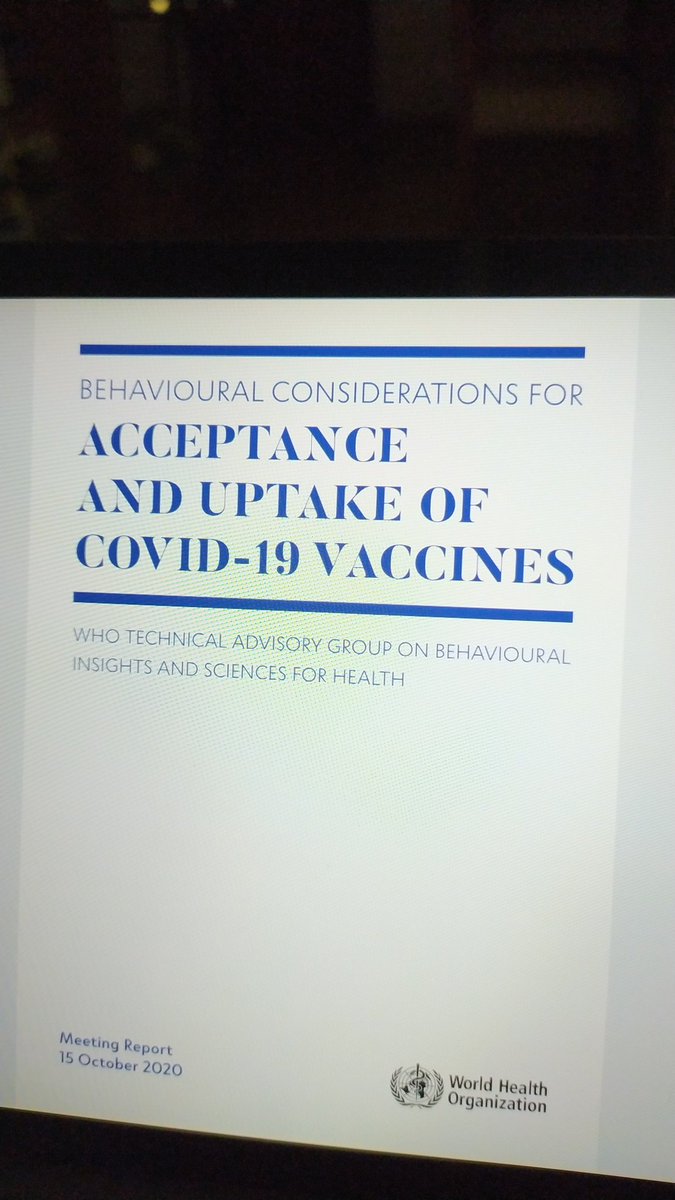 BEHAVIOURAL CONSIDERATIONS FOR
ACCEPTANCE
AND UPTAKE OF
COVID-19 VACCINES
WHO TECHNICAL ADVISORY GROUP ON BEHAVIOURAL
INSIGHTS AND SCIENCES FOR HEALTH
Meeting Report
15 October 2020
World Health
Organization